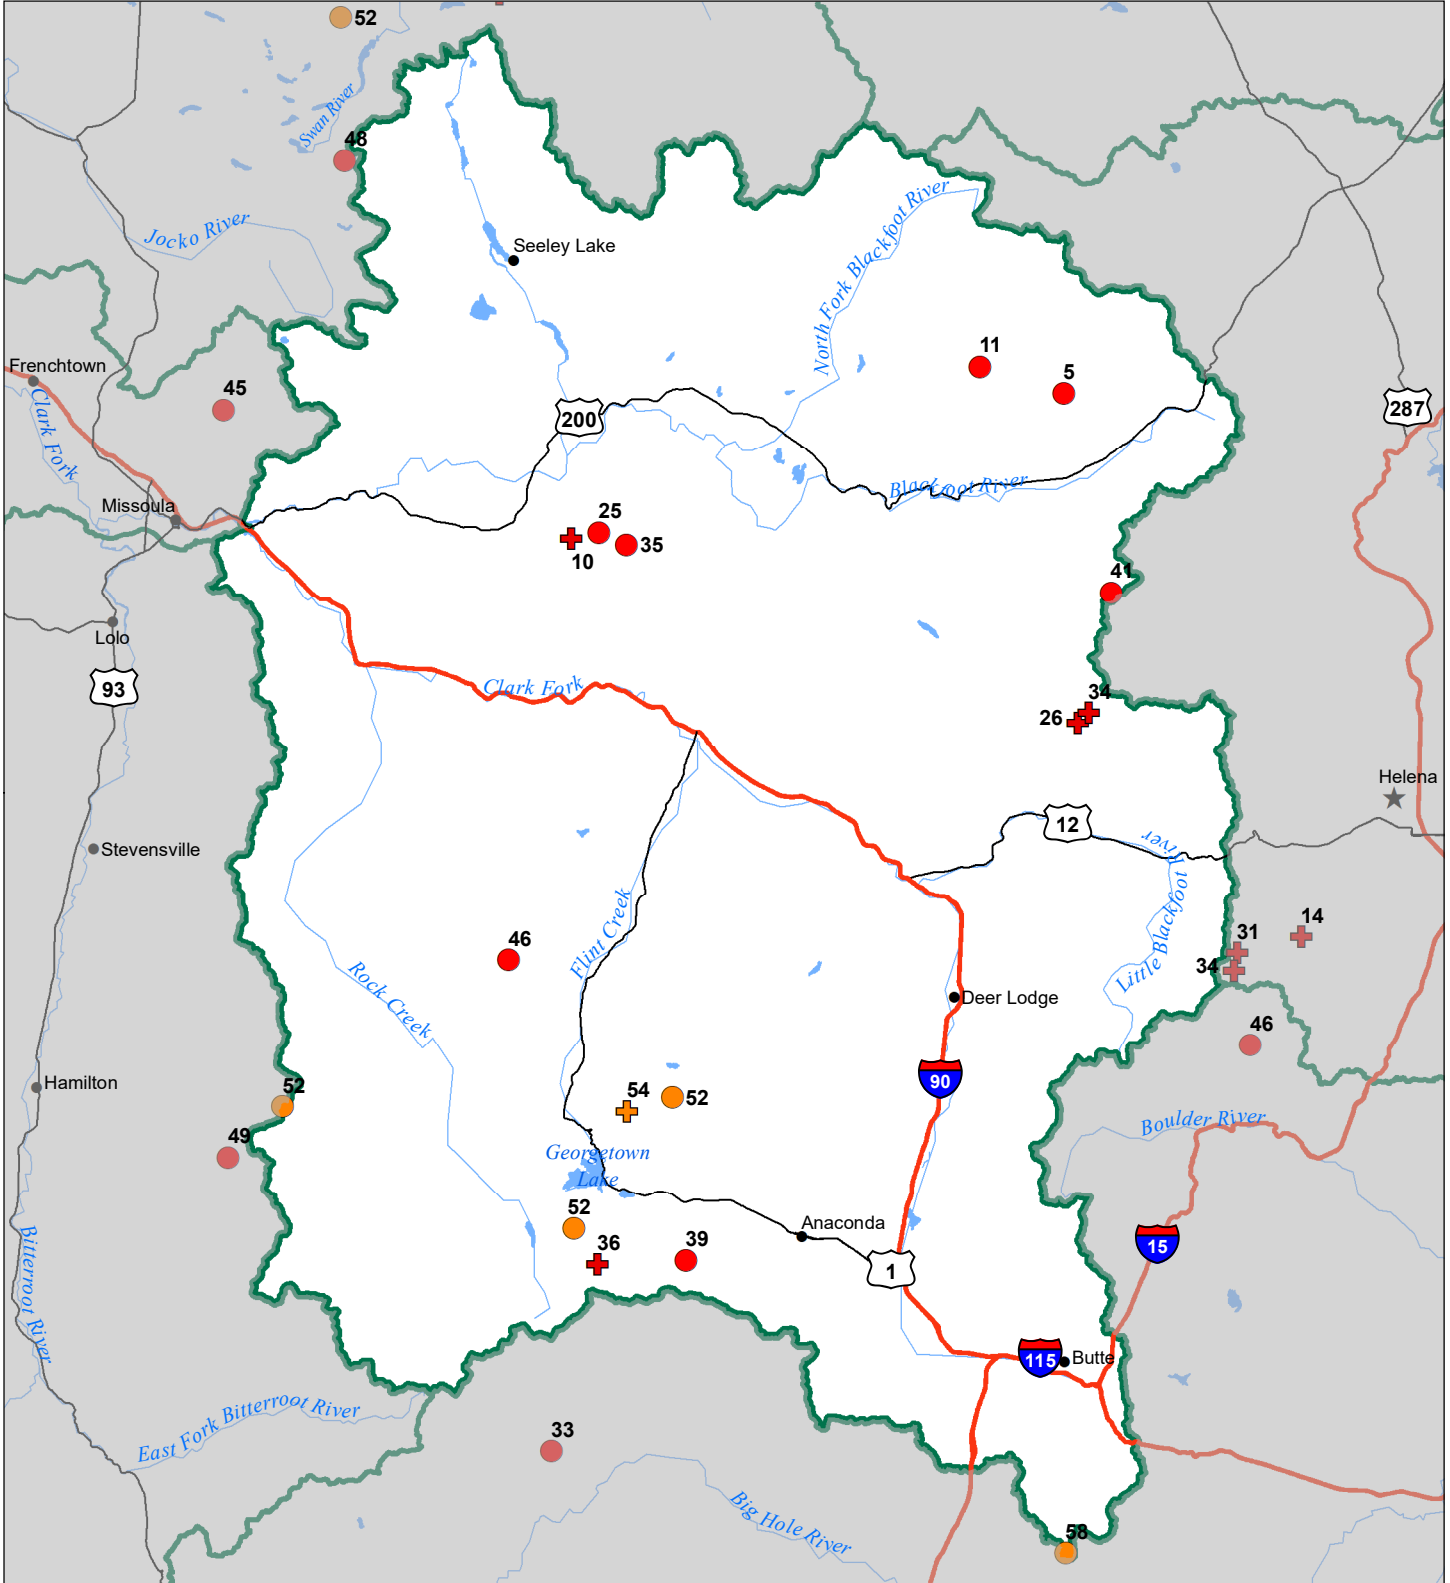 52
Swan River
48
Jocko River
Seeley Lake
North Fork Blackfoot River
11
5
Frenchtown
45
Clark Fork
200
287
Blackfoot River
Missoula
25
35
10
41
Lolo
93
Clark Fork
34
26
Helena
12
Stevensville
Little Blackfoot River
Flint Creek
46
14
31
34
Rock Creek
Deer Lodge
46
90
Hamilton
52
54
52
Boulder River
49
Georgetown
Lake
52
36
39
Anaconda
15
1
Bitterroot River
115
Butte
East Fork Bitterroot River
33
Big Hole River
58